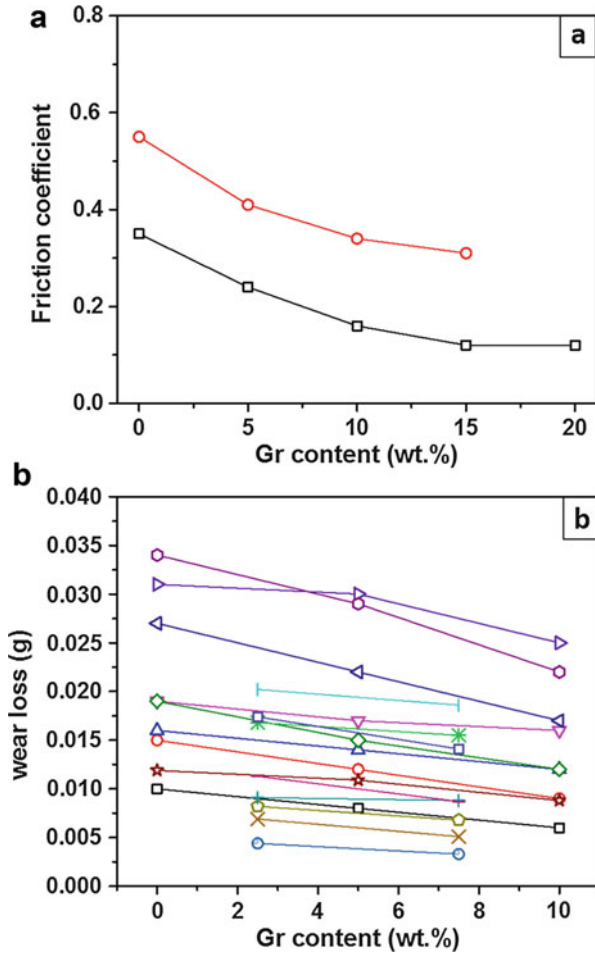 a
a
0.8
0.6
0.4
0.2
0.0
Friction coefficient
0 5 10 15 20
Gr content (wt.%)
b
b
0.040
0.035
0.030
0.025
0.020
0.015
0.010
0.005
0.000
wear loss (g)
0 2 4 6 8 10
Gr content (wt.%)